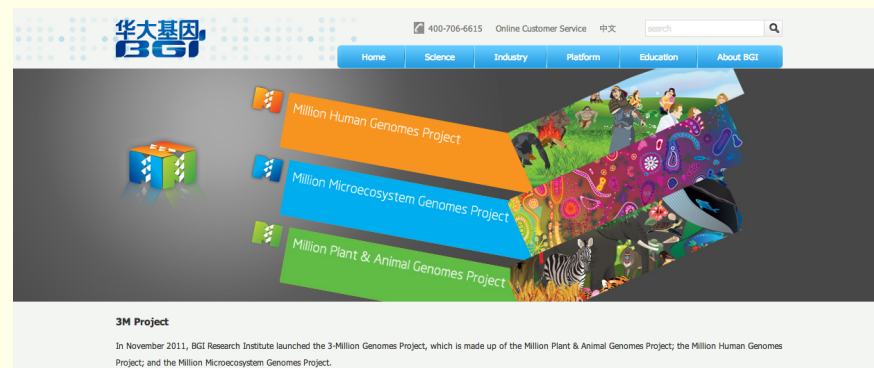 华大基因
BGI
400-706-6615 Online Customer Service 中文 search
Home Science Industry Platform Education About BGI
Million Human Genomes Project
Million Microecosystem Genomes Project
Million Plant & Animal Genomes Project
3M Project
In November 2011, BGI Research Institute launched the 3-Million Genomes Project, which is made up of the Million Plant & Animal Genomes Project; the Million Human Genomes
Project; and the Million Microecosystem Genomes Project.